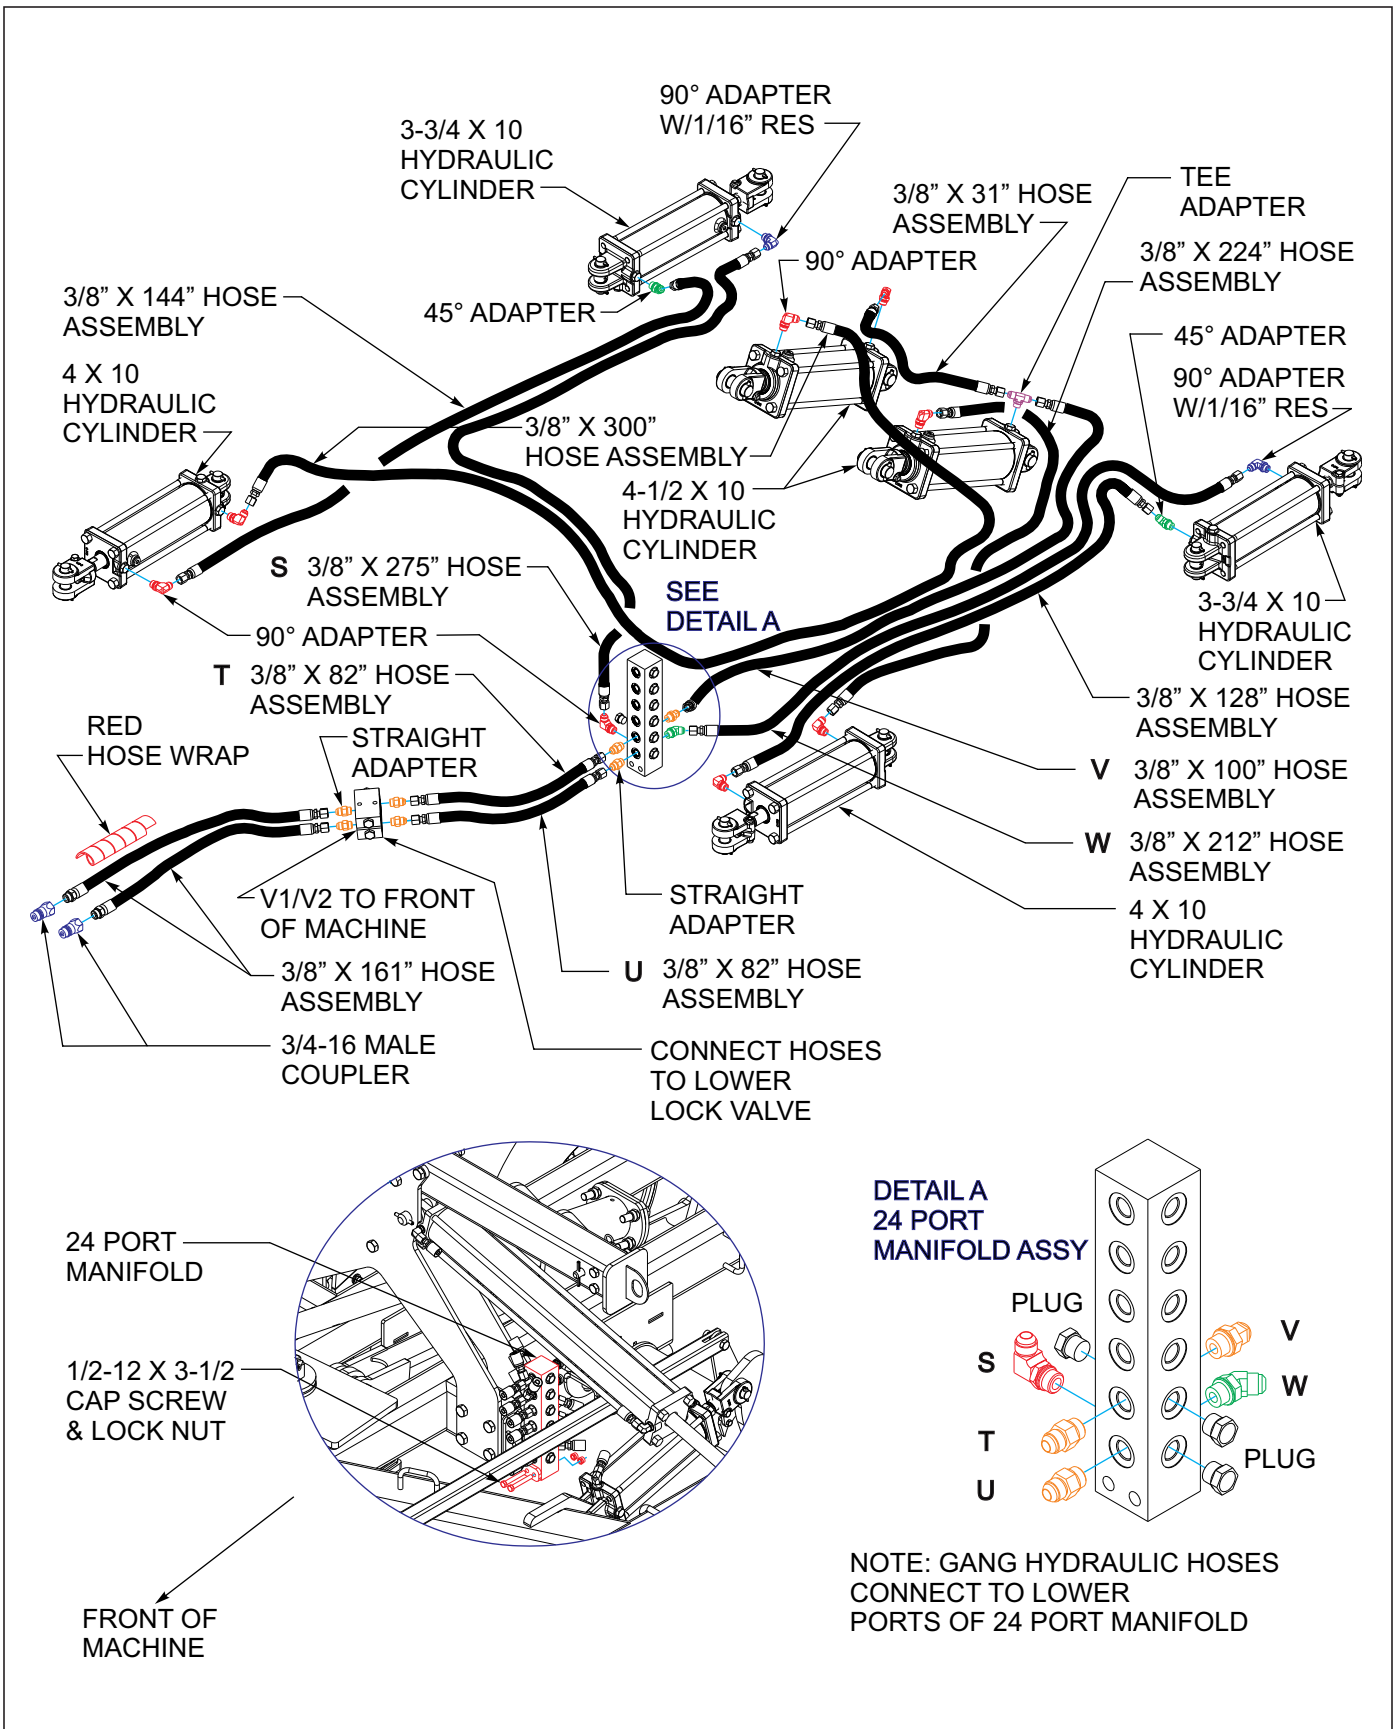 90° ADAPTER
W/1/16” RES
3-3/4 X 10
HYDRAULIC
CYLINDER
TEE
ADAPTER
3/8” X 31” HOSE
ASSEMBLY
3/8” X 224” HOSE
ASSEMBLY
90° ADAPTER
3/8” X 144” HOSE
ASSEMBLY
45° ADAPTER
45° ADAPTER
4 X 10
HYDRAULIC
CYLINDER
90° ADAPTER
W/1/16” RES
3/8” X 300”
HOSE ASSEMBLY
4-1/2 X 10
HYDRAULIC
CYLINDER
S 3/8” X 275” HOSE
ASSEMBLY
SEE
DETAIL A
3-3/4 X 10
HYDRAULIC
CYLINDER
90° ADAPTER
T 3/8” X 82” HOSE
ASSEMBLY
3/8” X 128” HOSE
ASSEMBLY
RED
HOSE WRAP
STRAIGHT
ADAPTER
V 3/8” X 100” HOSE
ASSEMBLY
W 3/8” X 212” HOSE
ASSEMBLY
V1/V2 TO FRONT
OF MACHINE
STRAIGHT
ADAPTER
4 X 10
HYDRAULIC
CYLINDER
3/8” X 161” HOSE
ASSEMBLY
U 3/8” X 82” HOSE
ASSEMBLY
3/4-16 MALE
COUPLER
CONNECT HOSES
TO LOWER
LOCK VALVE
24 PORT
MANIFOLD
1/2-12 X 3-1/2
CAP SCREW
& LOCK NUT
FRONT OF
MACHINE
DETAIL A
24 PORT
MANIFOLD ASSY
PLUG
V
S
W
T
PLUG
U
NOTE: GANG HYDRAULIC HOSES
CONNECT TO LOWER
PORTS OF 24 PORT MANIFOLD